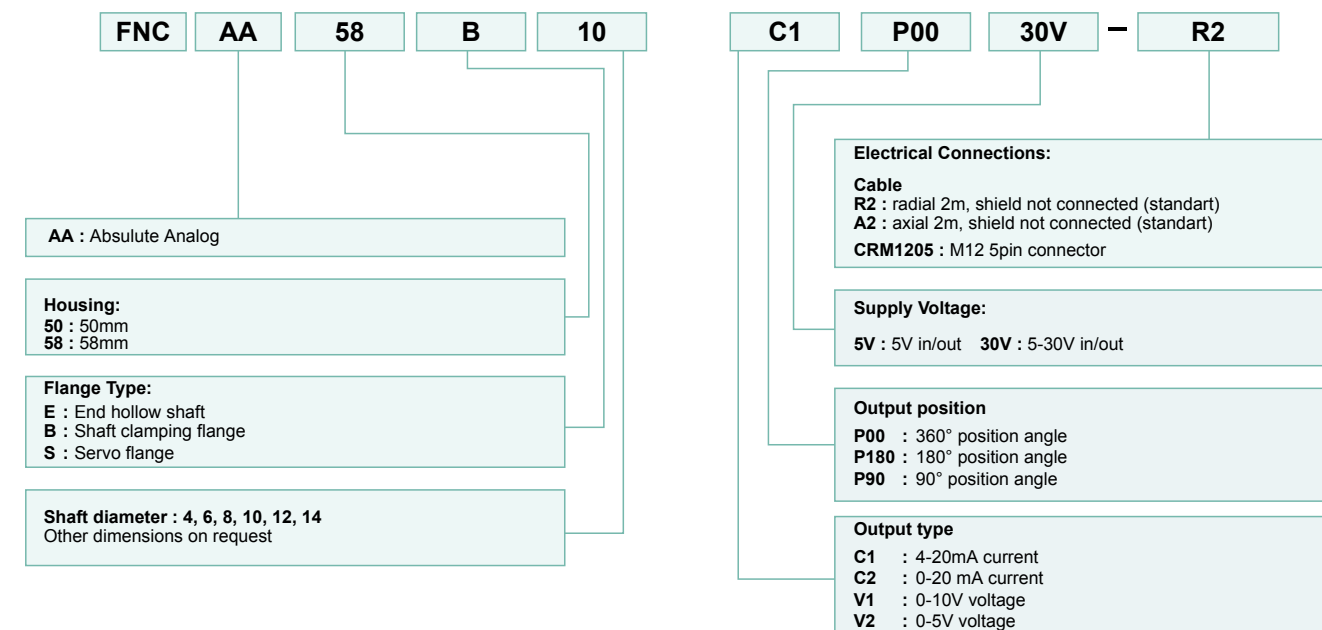 FNC AA 58 B 10 C1 P00 30V – R2
AA : Absulute Analog
Housing:
50 : 50mm
58 : 58mm
Flange Type:
E : End hollow shaft
B : Shaft clamping flange
S : Servo flange
Shaft diameter : 4, 6, 8, 10, 12, 14
Other dimensions on request
Electrical Connections:
Cable
R2 : radial 2m, shield not connected (standart)
A2 : axial 2m, shield not connected (standart)
CRM1205 : M12 5pin connector
Supply Voltage:
5V : 5V in/out 30V : 5-30V in/out
Output position
P00 : 360° position angle
P180 : 180° position angle
P90 : 90° position angle
Output type
C1 : 4-20mA current
C2 : 0-20 mA current
V1 : 0-10V voltage
V2 : 0-5V voltage